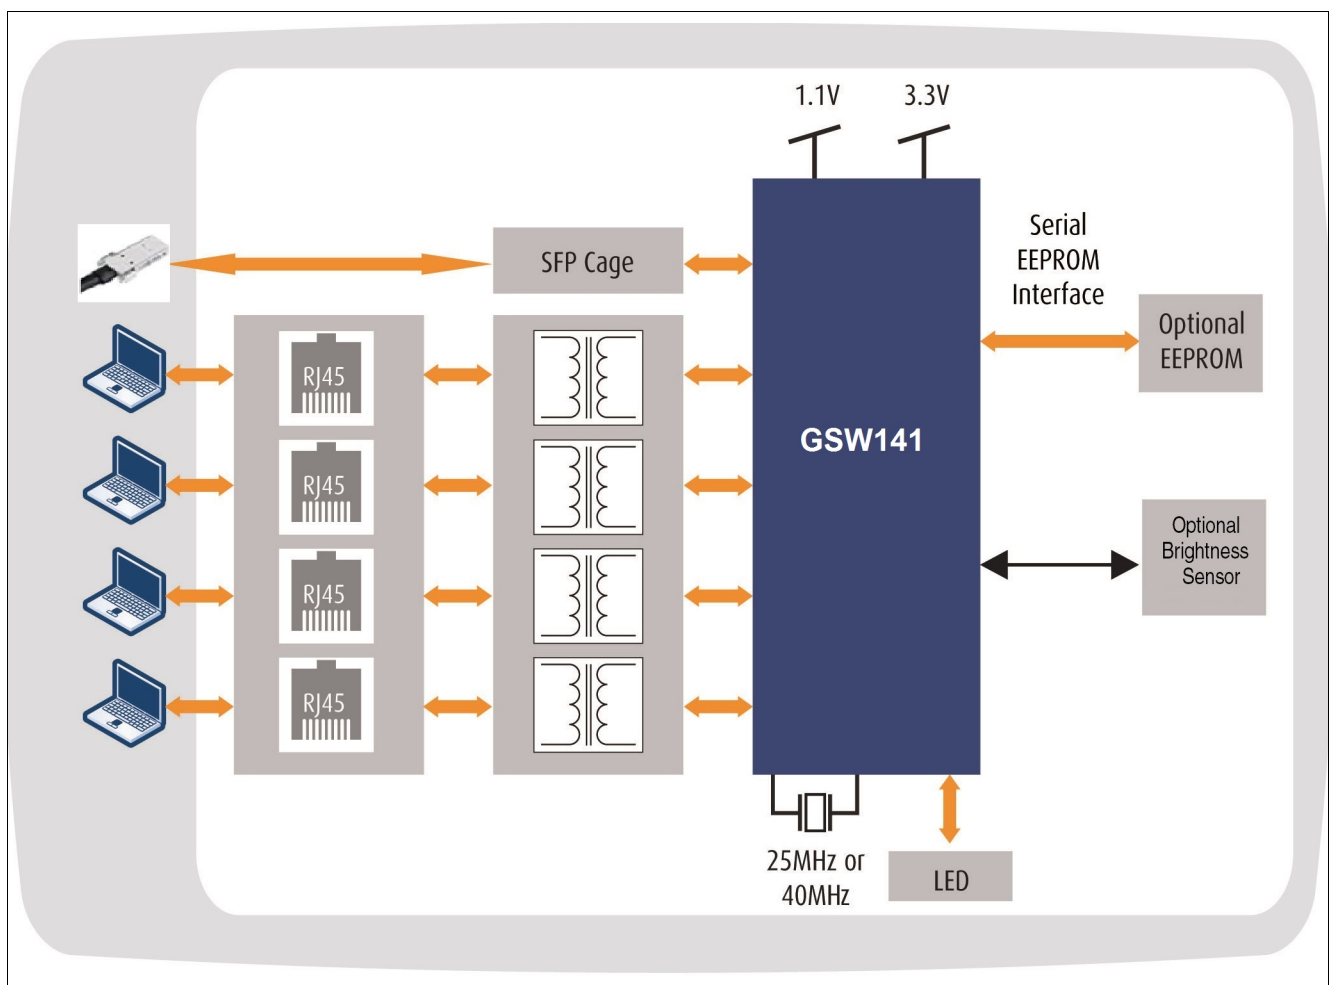 1.1V
3.3V
Serial
EEPROM
Interface
SFP Cage
Optional
EEPROM
RJ45
GSW141
RJ45
Optional
Brightness
Sensor
RJ45
RJ45
25MHz or
40MHz
LED